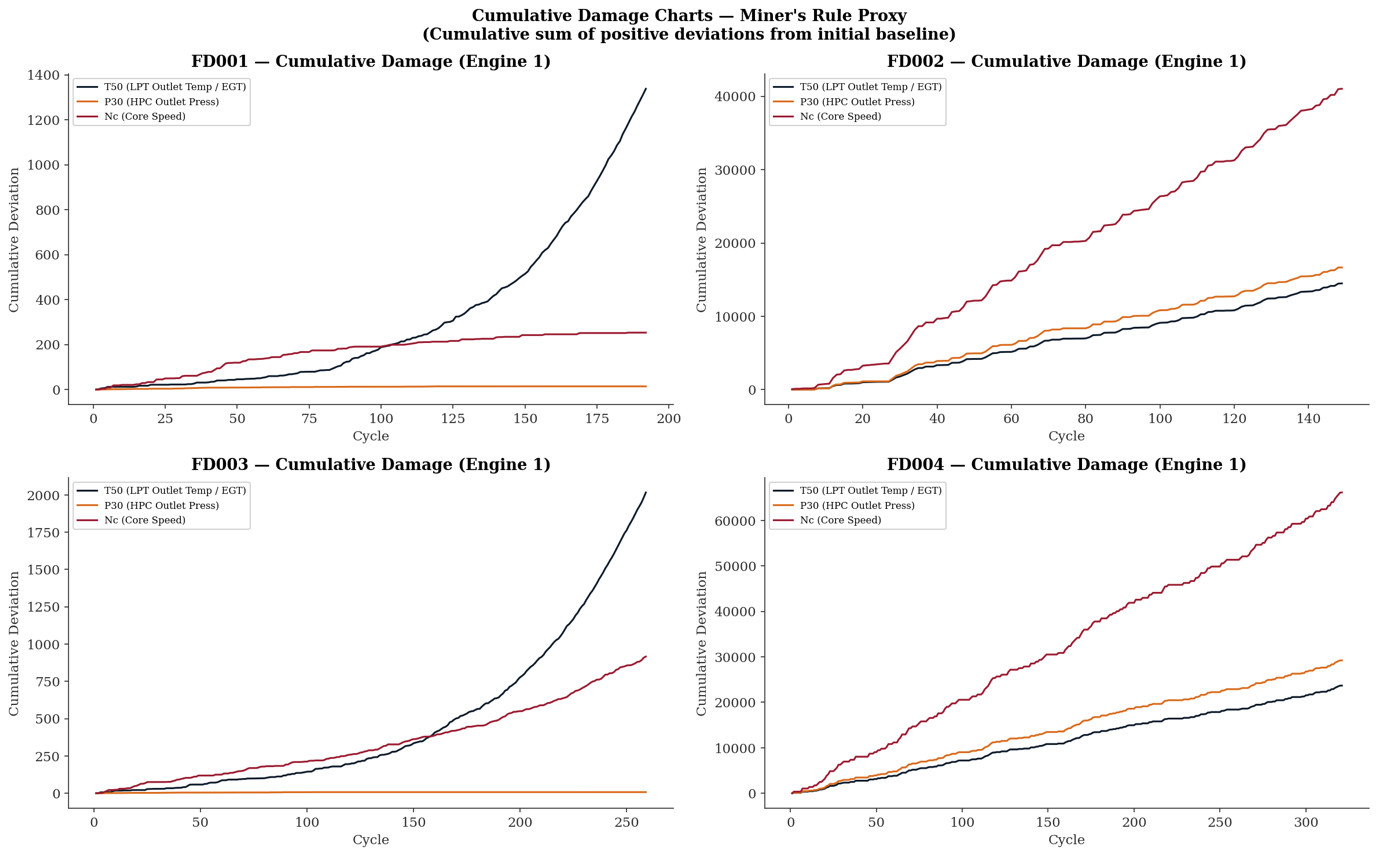 Cumulative Damage Charts — Miner's Rule Proxy
(Cumulative sum of positive deviations from initial baseline)
FD001 — Cumulative Damage (Engine 1)
T50 (LPT Outlet Temp / EGT)
P30 (HPC Outlet Press)
Nc (Core Speed)
Cumulative Deviation
1400
1200
1000
800
600
400
200
0
0 25 50 75 100 125 150 175 200
Cycle
FD002 — Cumulative Damage (Engine 1)
T50 (LPT Outlet Temp / EGT)
P30 (HPC Outlet Press)
Nc (Core Speed)
Cumulative Deviation
40000
30000
20000
10000
0
0 20 40 60 80 100 120 140
Cycle
FD003 — Cumulative Damage (Engine 1)
T50 (LPT Outlet Temp / EGT)
P30 (HPC Outlet Press)
Nc (Core Speed)
Cumulative Deviation
2000
1750
1500
1250
1000
750
500
250
0
0 50 100 150 200 250
Cycle
FD004 — Cumulative Damage (Engine 1)
T50 (LPT Outlet Temp / EGT)
P30 (HPC Outlet Press)
Nc (Core Speed)
Cumulative Deviation
60000
50000
40000
30000
20000
10000
0
0 50 100 150 200 250 300
Cycle